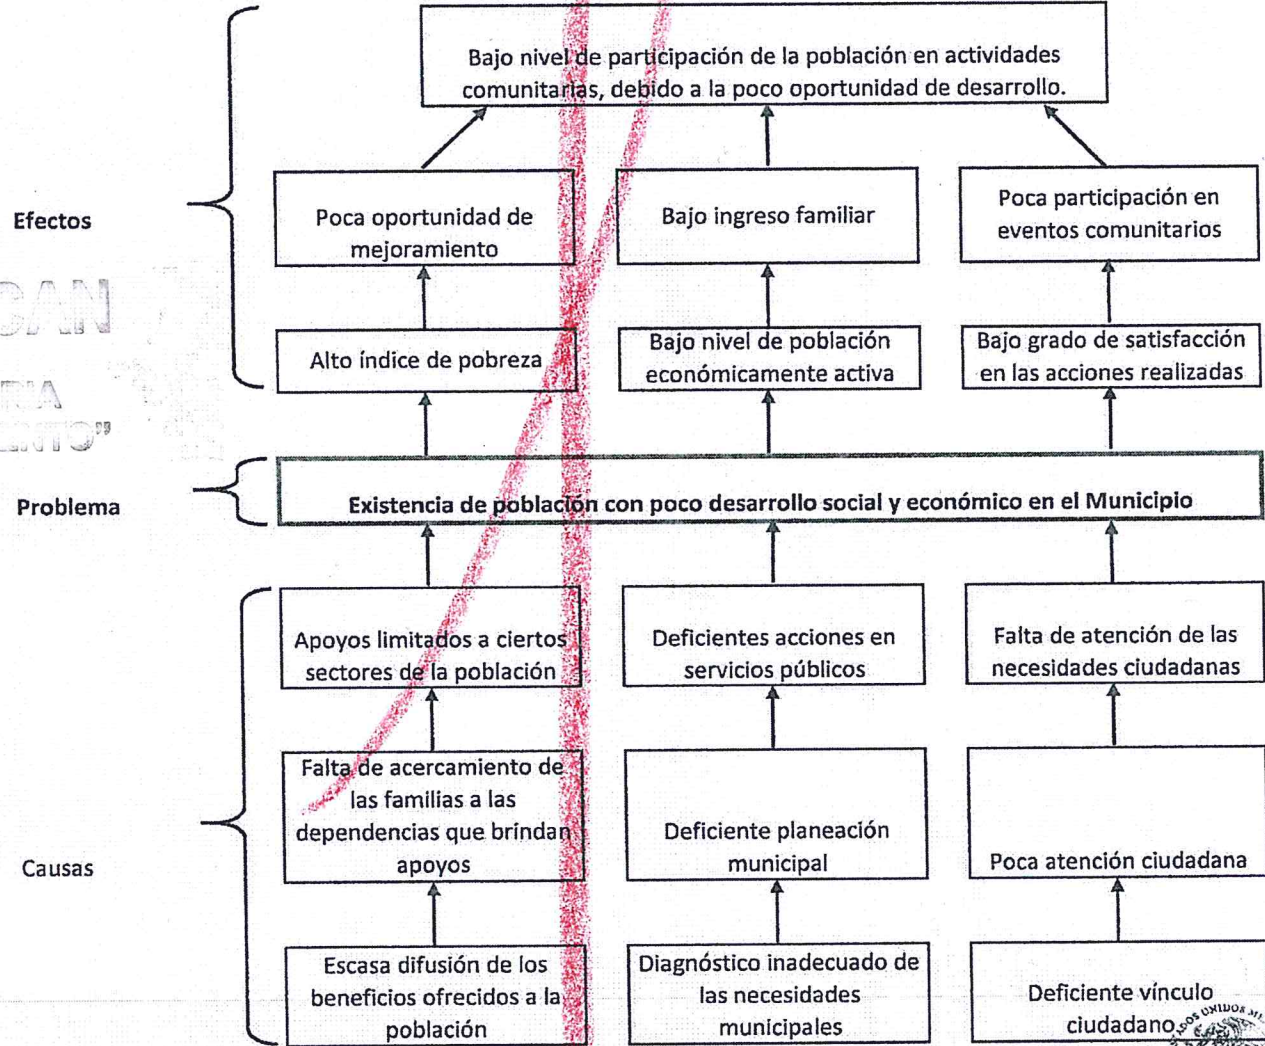 Bajo nivel de participación de la población en actividades
comunitarias, debido a la poco oportunidad de desarrollo.
Efectos
Poca oportunidad de
mejoramiento
Bajo ingreso familiar
Poca participación en
eventos comunitarios
Alto índice de pobreza
Bajo nivel de población
económicamente activa
Bajo grado de satisfacción
en las acciones realizadas
Problema
Existencia de población con poco desarrollo social y económico en el Municipio
Causas
Apoyos limitados a ciertos
sectores de la población
Deficientes acciones en
servicios públicos
Falta de atención de las
necesidades ciudadanas
Falta de acercamiento de
las familias a las
dependencias que brindan
apoyos
Deficiente planeación
municipal
Poca atención ciudadana
Escasa difusión de los
beneficios ofrecidos a la
población
Diagnóstico inadecuado de
las necesidades
municipales
Deficiente vínculo
ciudadano